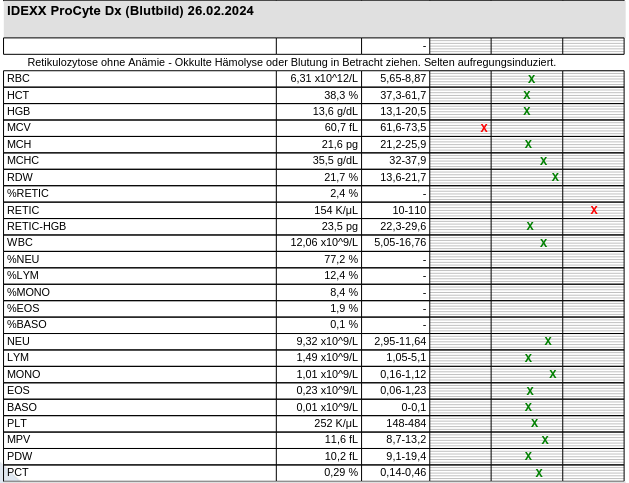 IDEXX ProCyte Dx (Blutbild) 26.02.2024
-
Retikulozytose ohne Anämie - Okkulte Hämolyse oder Blutung in Betracht ziehen. Selten aufregungsinduziert.
RBC 6,31 x10^12/L 5,65-8,87 X
HCT 38,3 % 37,3-61,7 X
HGB 13,6 g/dL 13,1-20,5 X
MCV 60,7 fL 61,6-73,5 X
MCH 21,6 pg 21,2-25,9 X
MCHC 35,5 g/dL 32-37,9 X
RDW 21,7 % 13,6-21,7 X
%RETIC 2,4 % -
RETIC 154 K/µL 10-110 X
RETIC-HGB 23,5 pg 22,3-29,6 X
WBC 12,06 x10^9/L 5,05-16,76 X
%NEU 77,2 % -
%LYM 12,4 % -
%MONO 8,4 % -
%EOS 1,9 % -
%BASO 0,1 % -
NEU 9,32 x10^9/L 2,95-11,64 X
LYM 1,49 x10^9/L 1,05-5,1 X
MONO 1,01 x10^9/L 0,16-1,12 X
EOS 0,23 x10^9/L 0,06-1,23 X
BASO 0,01 x10^9/L 0-0,1 X
PLT 252 K/µL 148-484 X
MPV 11,6 fL 8,7-13,2 X
PDW 10,2 fL 9,1-19,4 X
PCT 0,29 % 0,14-0,46 X